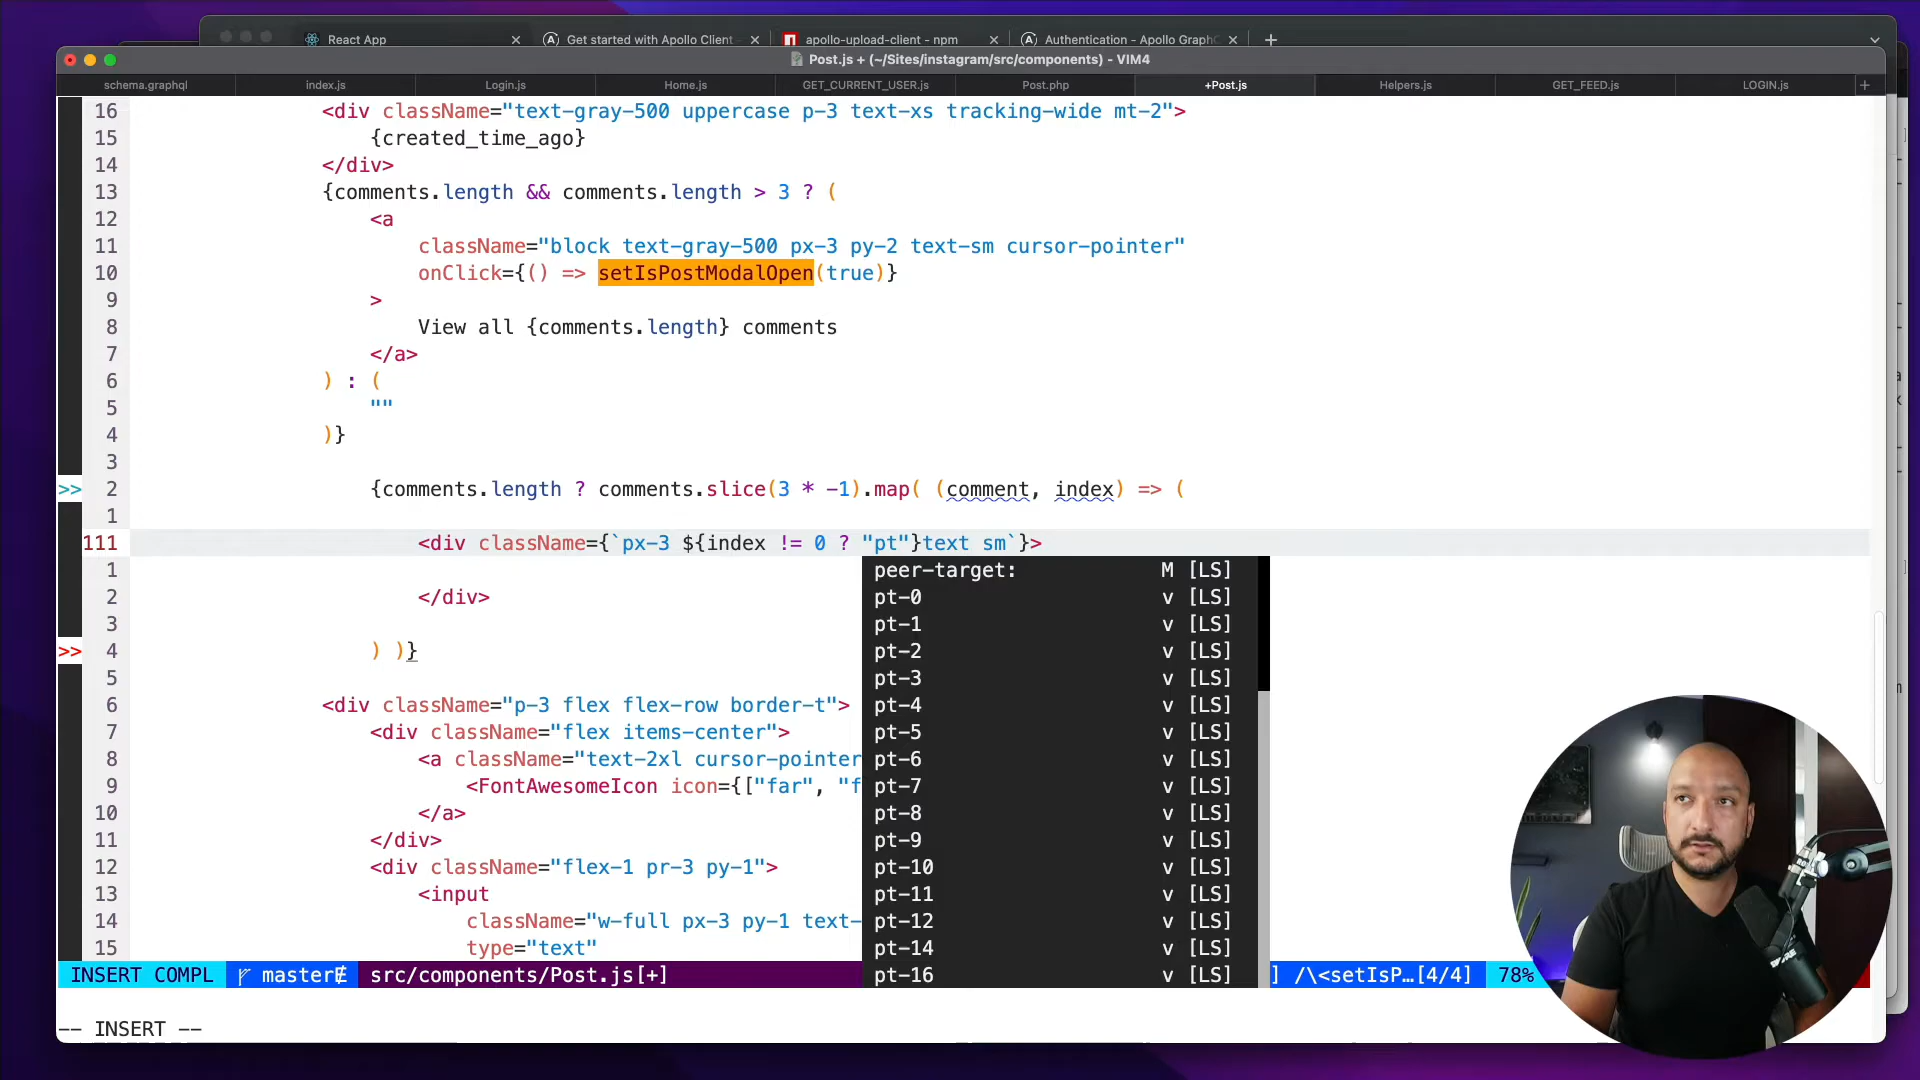 React App
Get started with Apollo Client
apollo-upload-client - npm
Authentication - Apollo GraphQ
Post.js + (~/Sites/instagram/src/components) - VIM4
schema.graphql
index.js
Login.js
Home.js
GET_CURRENT_USER.js
Post.php
+Post.js
Helpers.js
GET_FEED.js
LOGIN.js
16 <div className="text-gray-500 uppercase p-3 text-xs tracking-wide mt-2">
15 {created_time_ago}
14 </div>
13 {comments.length && comments.length > 3 ? (
12 <a
11 className="block text-gray-500 px-3 py-2 text-sm cursor-pointer"
10 onClick={() => setIsPostModalOpen(true)}
9 >
8 View all {comments.length} comments
7 </a>
6 ) : (
5 ""
4 )}
3
>> 2 {comments.length ? comments.slice(3 * -1).map( (comment, index) => (
1
111 <div className={`px-3 ${index != 0 ? "pt"}text sm`}>
1 peer-target: M [LS]
2 </div> pt-0 v [LS]
3 pt-1 v [LS]
>> 4 ) )} pt-2 v [LS]
5 pt-3 v [LS]
6 <div className="p-3 flex flex-row border-t"> pt-4 v [LS]
7 <div className="flex items-center"> pt-5 v [LS]
8 <a className="text-2xl cursor-pointer pt-6 v [LS]
9 <FontAwesomeIcon icon={["far", "f pt-7 v [LS]
10 </a> pt-8 v [LS]
11 </div> pt-9 v [LS]
12 <div className="flex-1 pr-3 py-1"> pt-10 v [LS]
13 <input pt-11 v [LS]
14 className="w-full px-3 py-1 text- pt-12 v [LS]
15 type="text" pt-14 v [LS]
INSERT COMPL master src/components/Post.js[+] pt-16 v [LS] ] /\<setIsP…[4/4] 78%
-- INSERT --